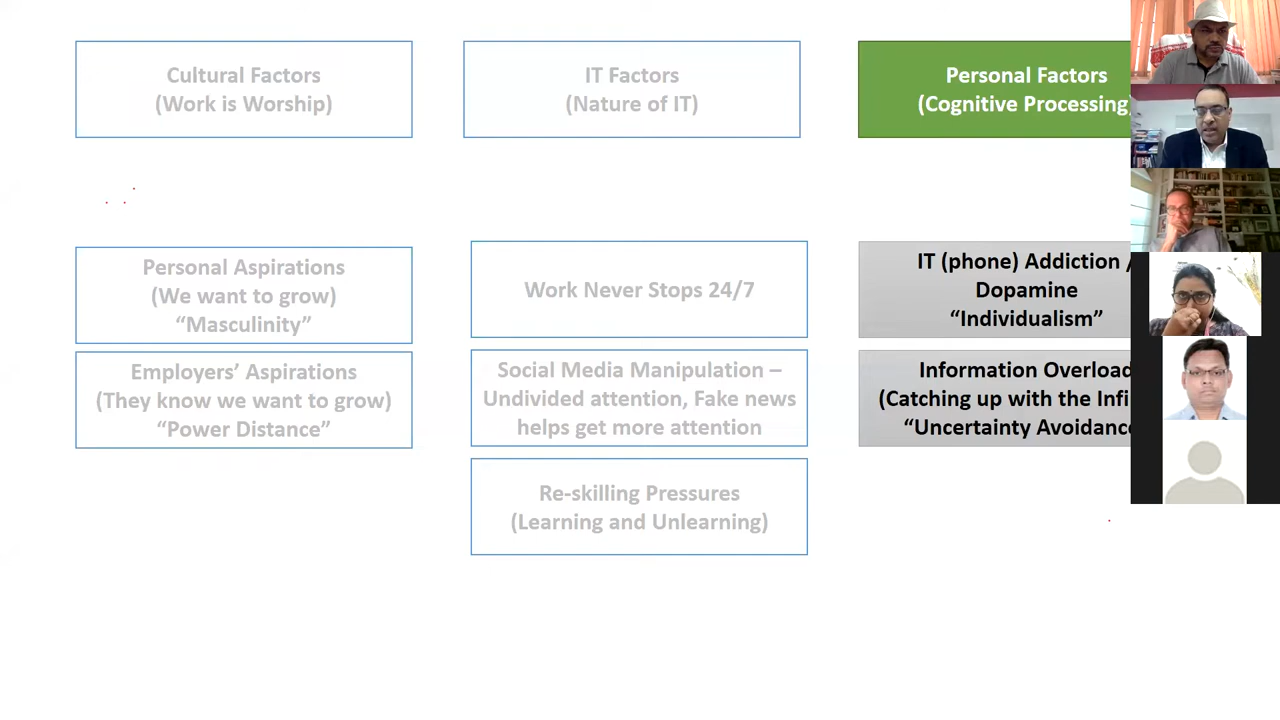 Cultural Factors
(Work is Worship)
IT Factors
(Nature of IT)
Personal Factors
(Cognitive Processing)
Personal Aspirations
(We want to grow)
“Masculinity”
Employers’ Aspirations
(They know we want to grow)
“Power Distance”
Work Never Stops 24/7
Social Media Manipulation –
Undivided attention, Fake news
helps get more attention
Re-skilling Pressures
(Learning and Unlearning)
IT (phone) Addiction /
Dopamine
“Individualism”
Information Overload
(Catching up with the
“Uncertainty Avoidance